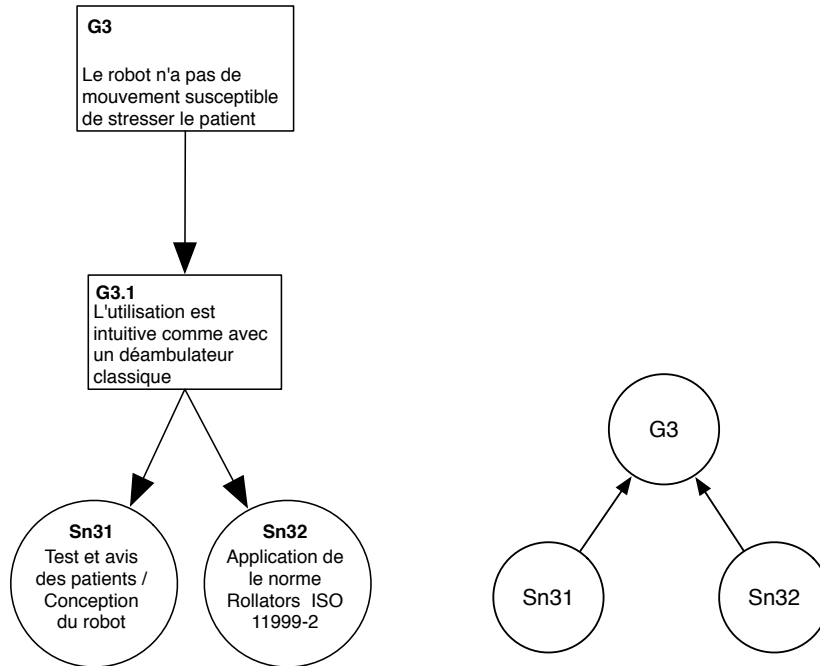 G3
Le robot n'a pas de
mouvement susceptible
de stresser le patient
G3.1
L'utilisation est
intuitive comme avec
un déambulateur
classique
Sn31
Test et avis
des patients /
Conception
du robot
Sn32
Application de
le norme
Rollators ISO
11999-2
G3
Sn31
Sn32